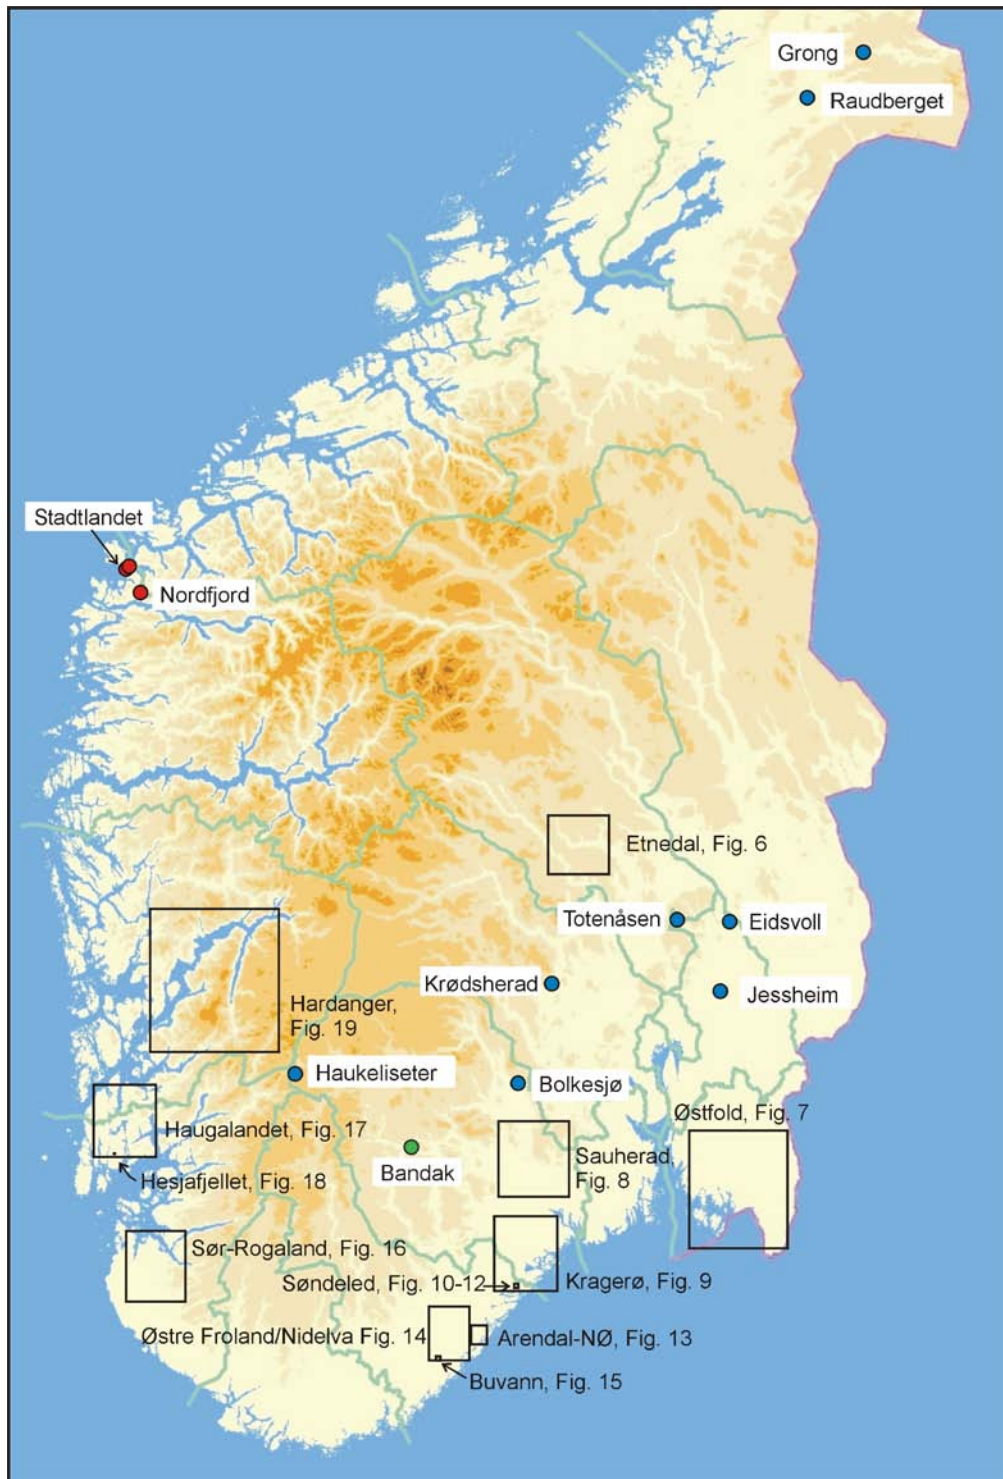 Grong
Raudberget
Stadtlandet
Nordfjord
Etnedal, Fig. 6
Totenåsen
Eidsvoll
Krødsherad
Jessheim
Hardanger,
Fig. 19
Haukeliseter
Bolkesjø
Østfold, Fig. 7
Haugalandet, Fig. 17
Bandak
Sauherad,
Fig. 8
Hesjafjellet, Fig. 18
Sør-Rogaland, Fig. 16
Søndeled, Fig. 10-12
Kragerø, Fig. 9
Østre Froland/Nidelva Fig. 14
Arendal-NØ, Fig. 13
Buvann, Fig. 15